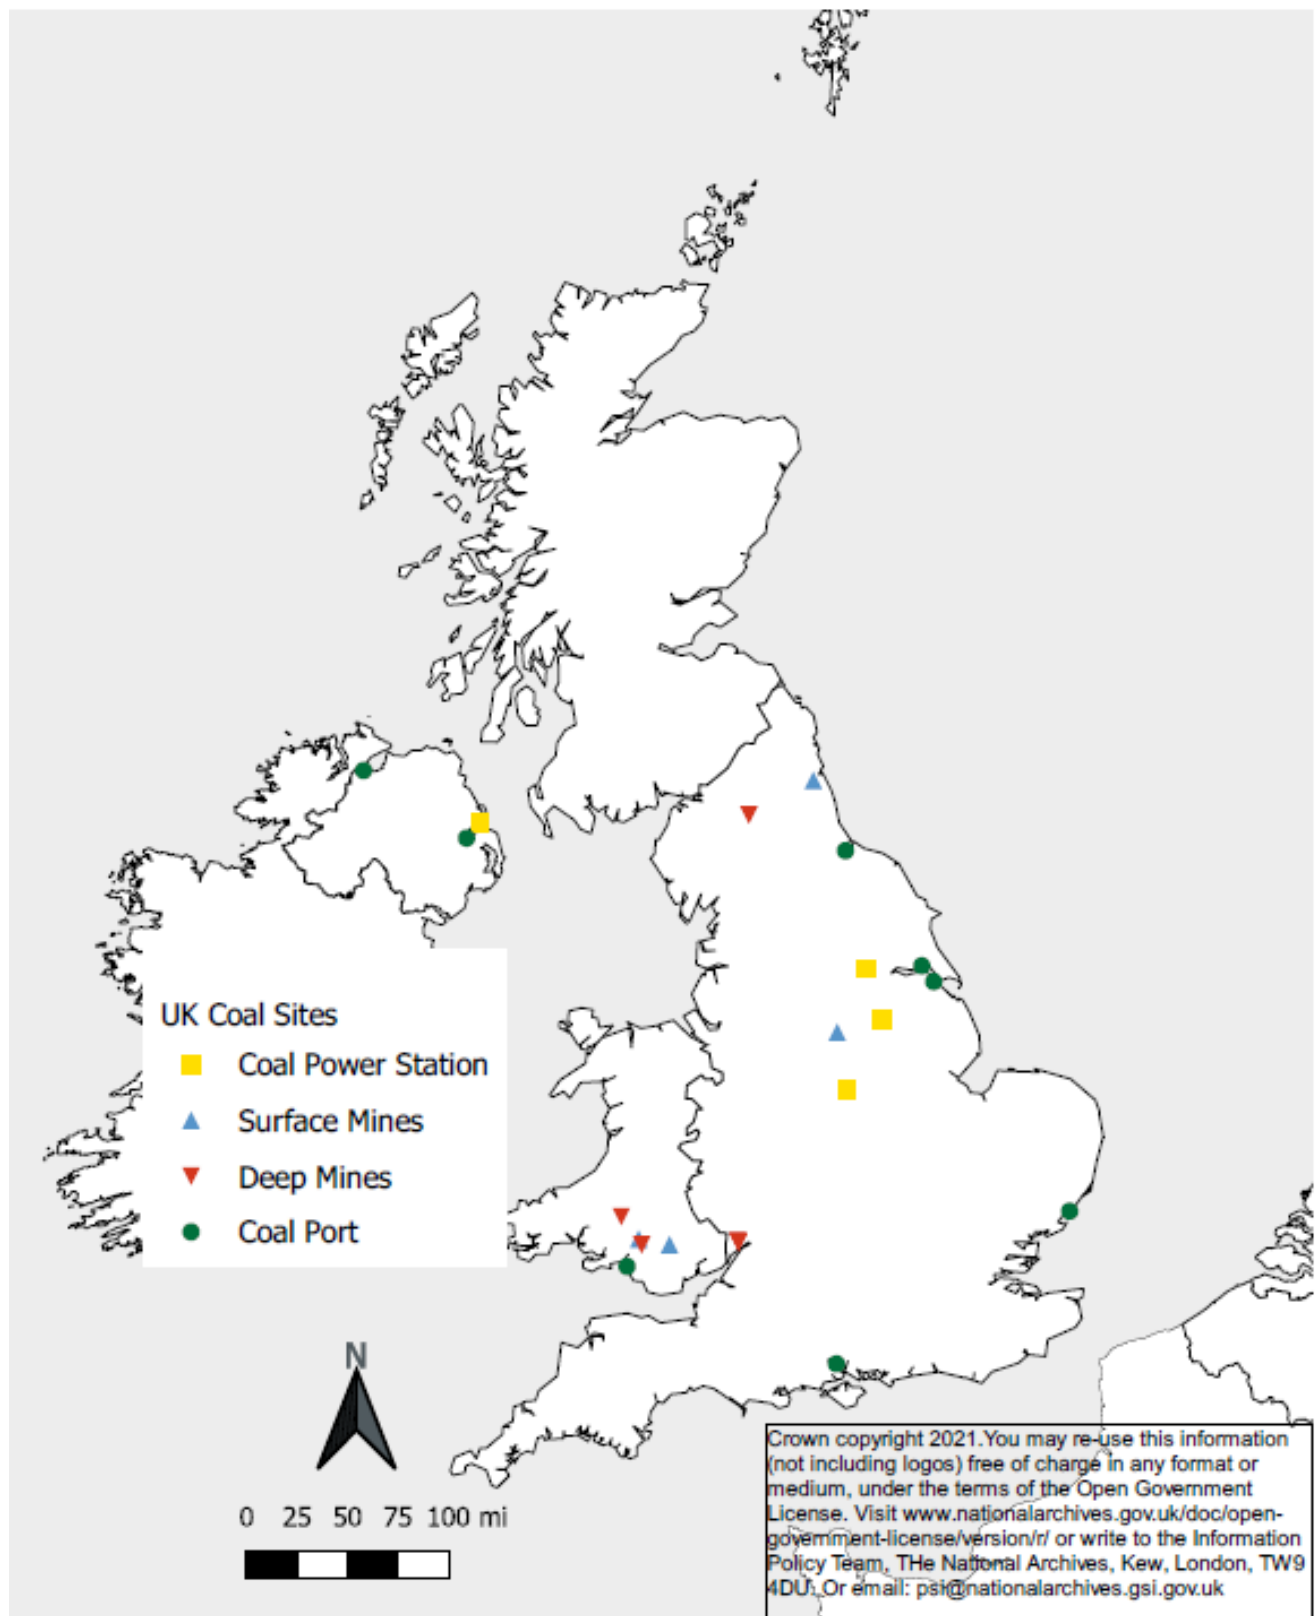 UK Coal Sites
Coal Power Station
Surface Mines
Deep Mines
Coal Port
N
0 25 50 75 100 mi
Crown copyright 2021.You may re-use this information
(not including logos) free of charge in any format or
medium, under the terms of the Open Government
License. Visit www.nationalarchives.gov.uk/doc/open-
government-license/version/r/ or write to the Information
Policy Team, THe National Archives, Kew, London, TW9
4DU. Or email: psi@nationalarchives.gsi.gov.uk